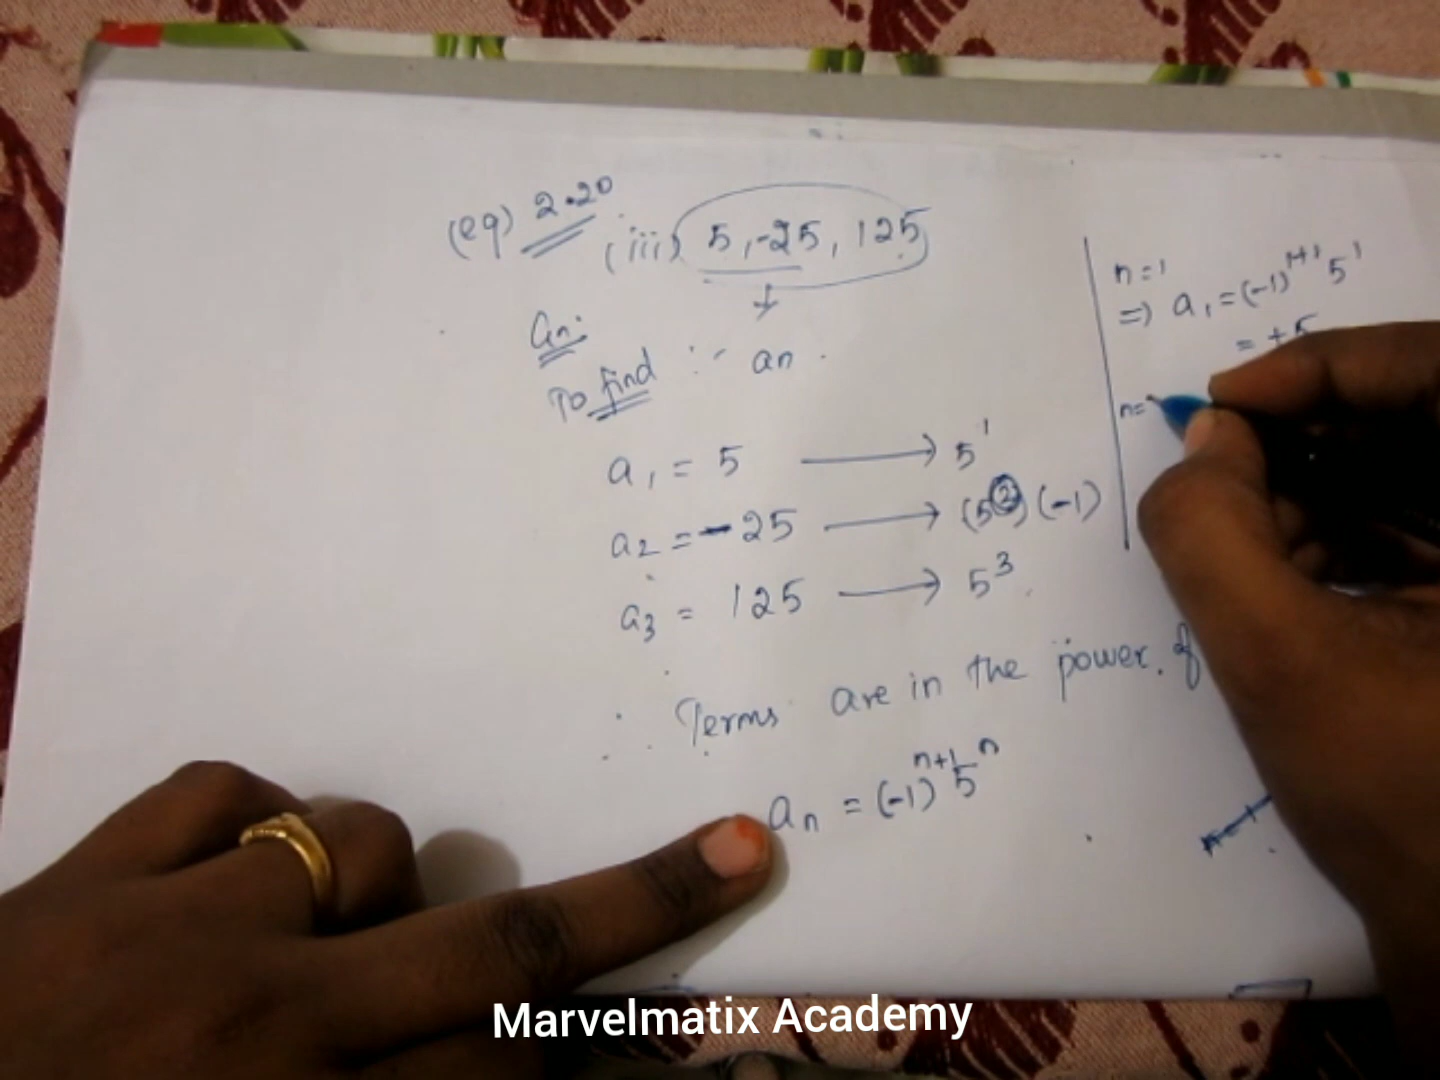 (eg) 2.20
(iii) 5, -25, 125
an:
To find :- an.
a₁ = 5 → 5¹
a₂ = -25 → (5²)(-1)
a₃ = 125 → 5³
∴ Terms are in the power of
aₙ = (-1)ⁿ⁺¹ 5ⁿ
n=1
=> a₁ = (-1)¹⁺¹ 5¹
= +5
n=
Marvelmatix Academy